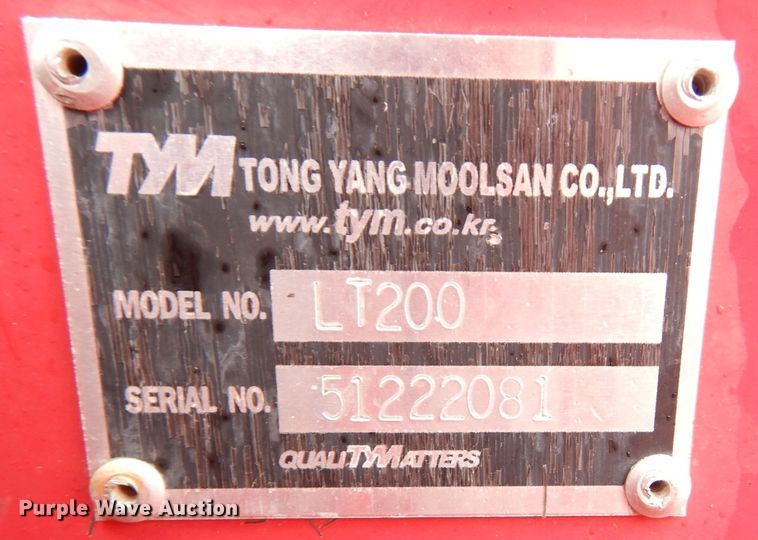 TYM TONG YANG MOOLSAN CO.,LTD.
www.tym.co.kr
MODEL NO. LT200
SERIAL NO. 51222081
QUALITYMATTERS
Purple Wave Auction